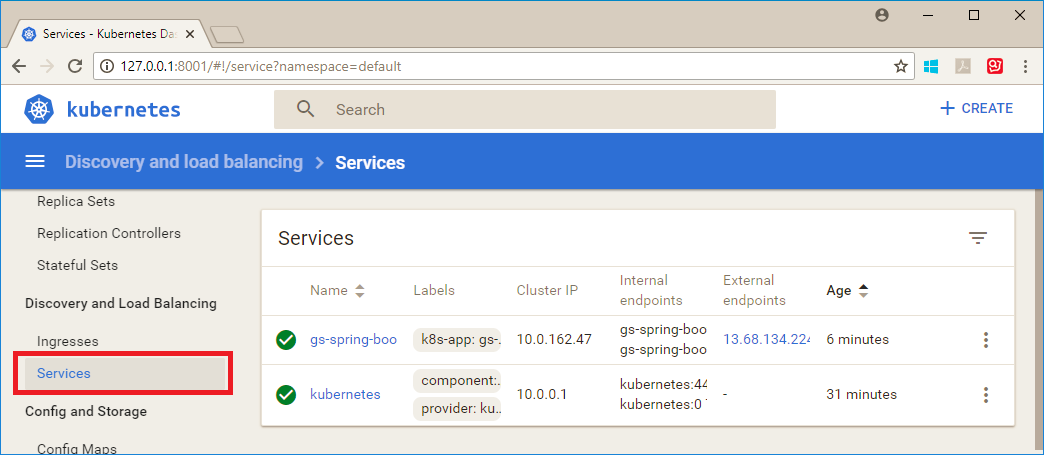 Services - Kubernetes Das
127.0.0.1:8001/#!/service?namespace=default
kubernetes
Search
+ CREATE
Discovery and load balancing > Services
Replica Sets
Replication Controllers
Stateful Sets
Discovery and Load Balancing
Ingresses
Services
Config and Storage
Config Maps
Services
Name
Labels
Cluster IP
Internal
endpoints
External
endpoints
Age
gs-spring-boo
k8s-app: gs-..
10.0.162.47
gs-spring-boo
gs-spring-boo
13.68.134.224
6 minutes
kubernetes
component:..
provider: ku..
10.0.0.1
kubernetes:44
kubernetes:0
-
31 minutes